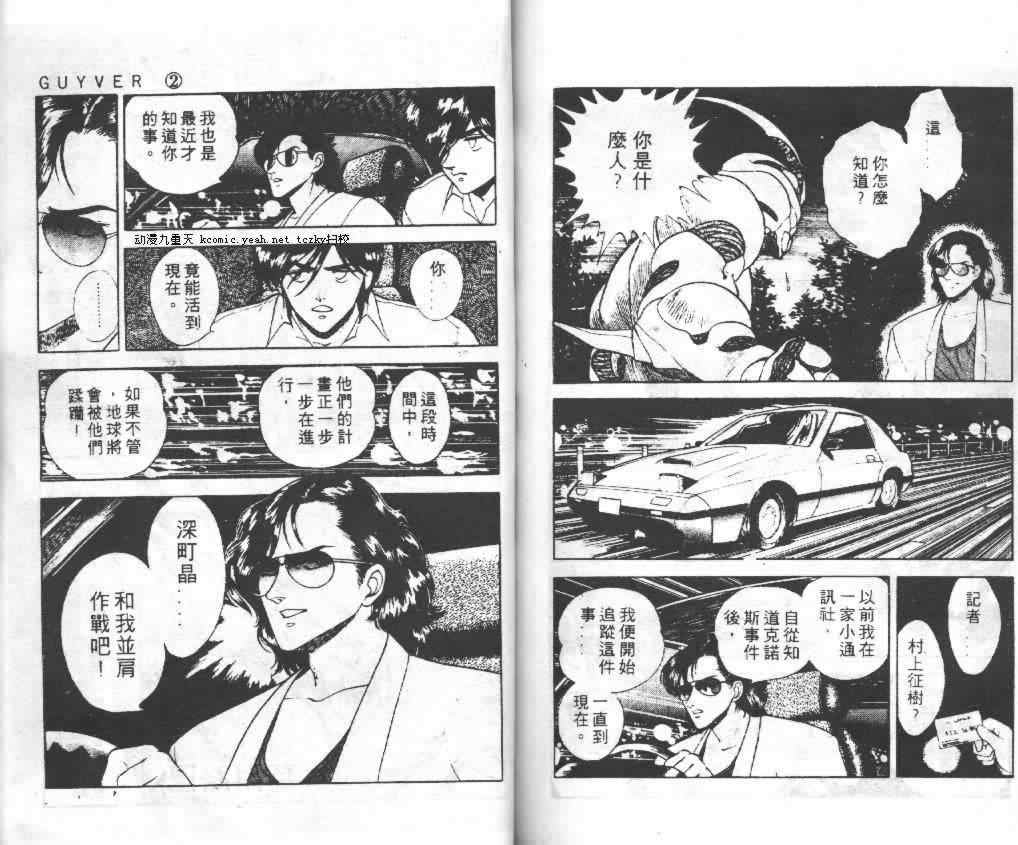 GUYVER ②
這‥‥
你怎麼
知道？
你是什
麼人？
記者‥‥
村上征樹？
以前我在
一家小通
訊社．
自從知
道克諾
斯事件
後，
我便開始
追蹤這件
事‥‥
一直到
現在。
我也是
最近才
知道你
的事。
‥‥‥‥
动漫九重天 kcomic.yeah.net tczky扫校
你‥‥
竟能活到
現在。
這段時
間中，
他們的計
畫正一步
一步在進
行，
如果不管
，地球將
會被他們
蹂躪！
深町晶‥‥
和我並肩
作戰吧！